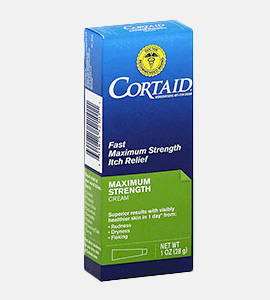 CORTAID
Fast
Maximum Strength
Itch Relief
MAXIMUM
STRENGTH
CREAM
Superior results with visibly
healthier skin in 1 day* from:
• Redness
• Dryness
• Flaking
NET WT
1 OZ (28 g)